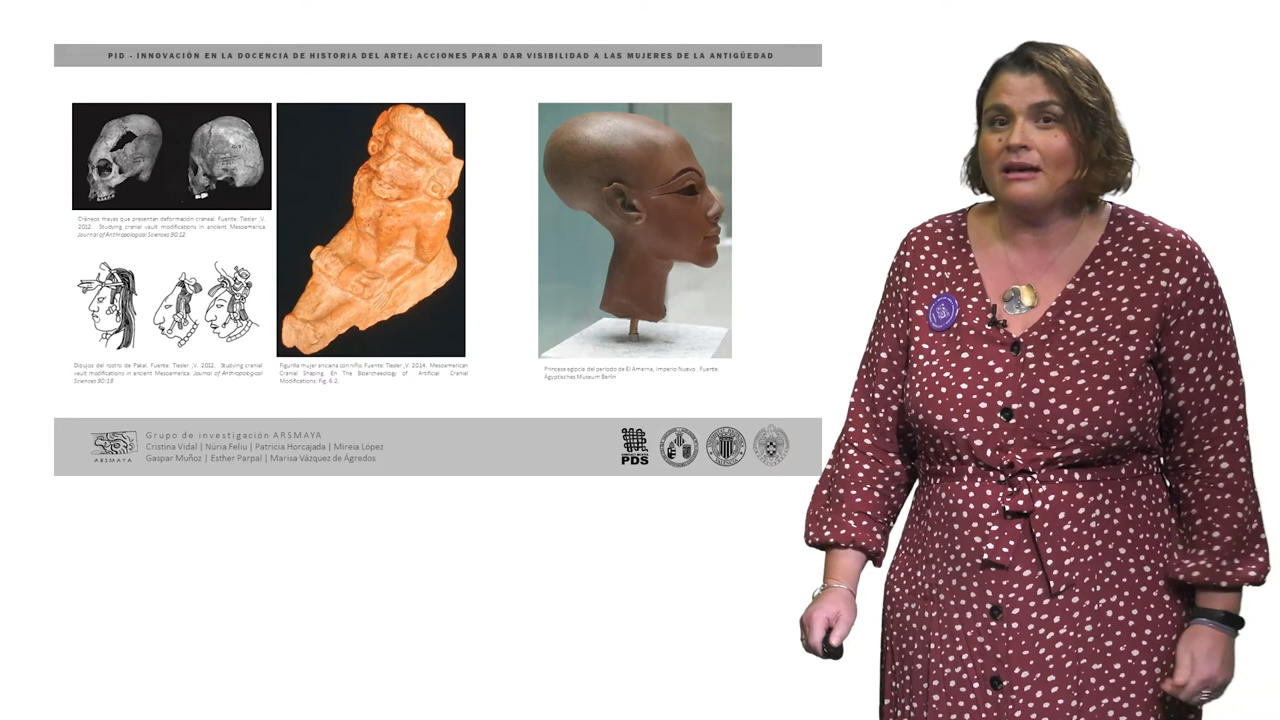 PID - INNOVACIÓN EN LA DOCENCIA DE HISTORIA DEL ARTE: ACCIONES PARA DAR VISIBILIDAD A LAS MUJERES DE LA ANTIGÜEDAD
Cráneos mayas que presentan deformación craneal. Fuente: Tiesler ,V.
2012. Studying cranial vault modifications in ancient Mesoamerica.
Journal of Anthropological Sciences 90:12
Dibujos del rostro de Pakal. Fuente: Tiesler ,V. 2012. Studying cranial
vault modifications in ancient Mesoamerica. Journal of Anthropological
Sciences 90:18
Figurilla mujer anciana con niño. Fuente: Tiesler ,V. 2014. Mesoamerican
Cranial Shaping. En The Bioarchaeology of Artificial Cranial
Modifications: Fig. 6.2.
Princesa egipcia del periodo de El Amarna, Imperio Nuevo . Fuente:
Ägyptisches Museum Berlin
ARSMAYA
Grupo de investigación ARSMAYA
Cristina Vidal | Núria Feliu | Patricia Horcajada | Mireia López
Gaspar Muñoz | Esther Parpal | Marisa Vázquez de Ágredos
PDS